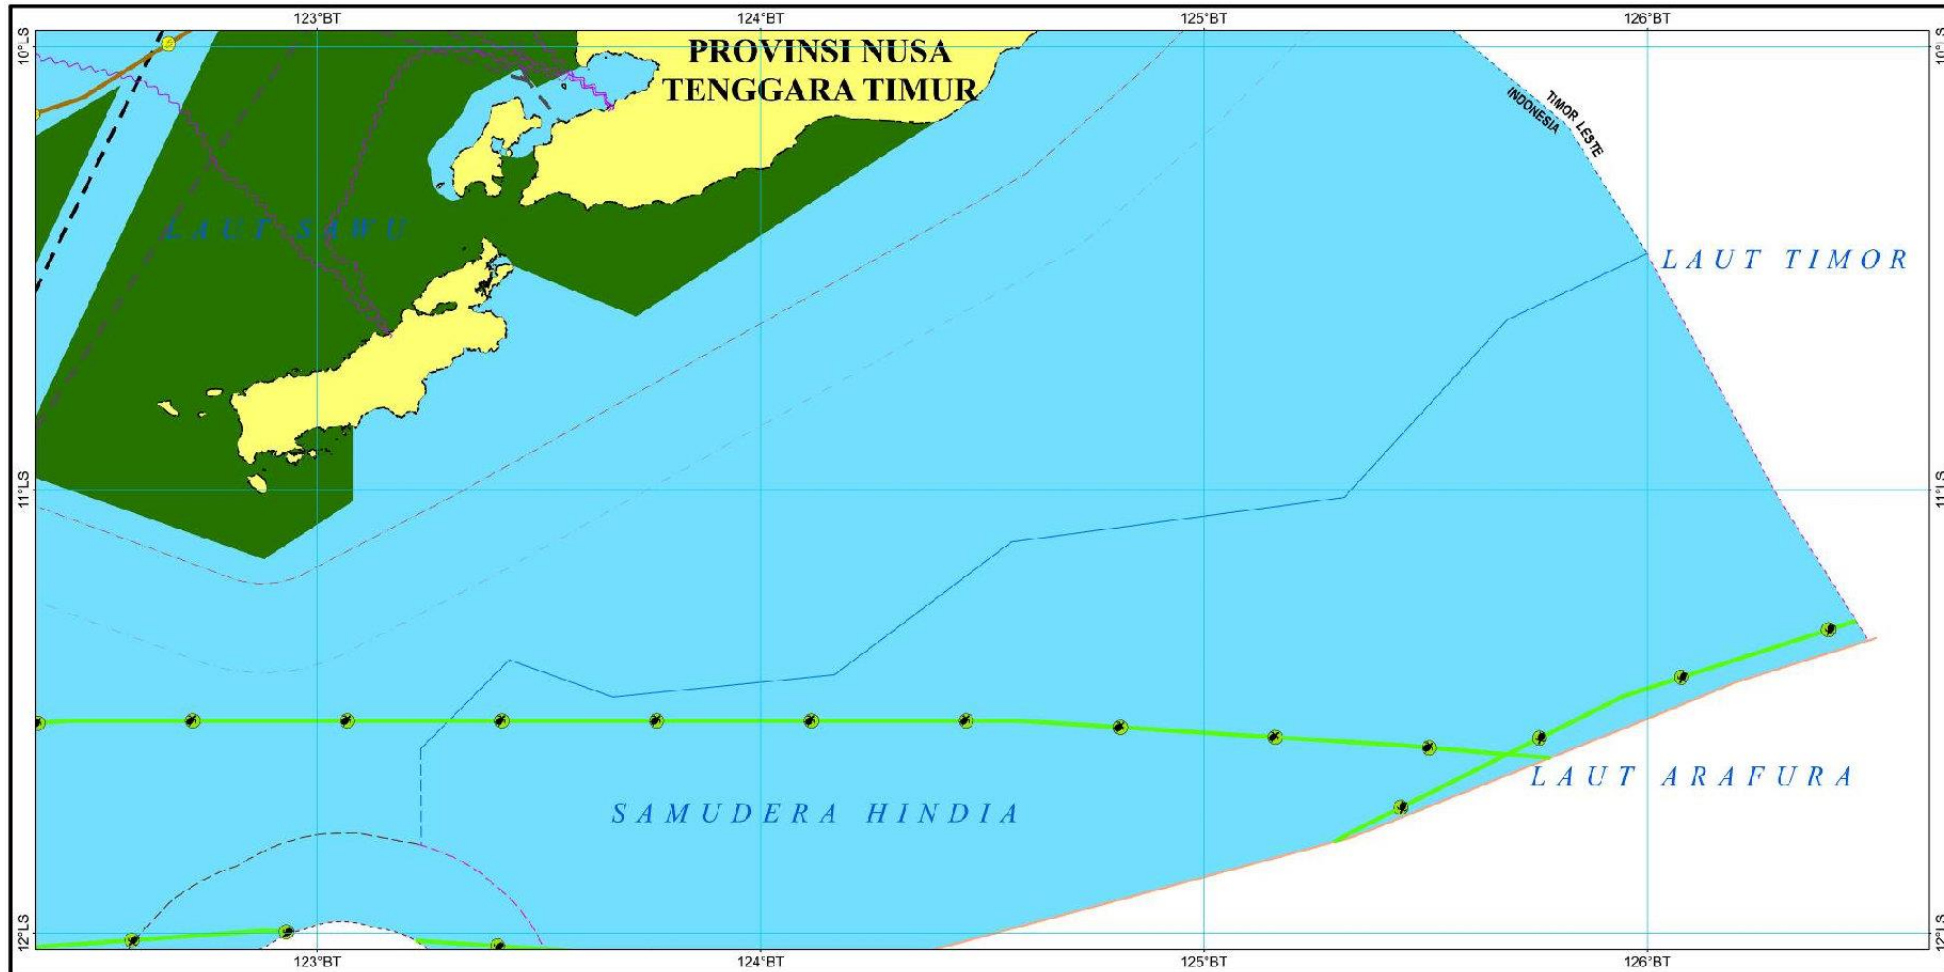 123°BT
124°BT
125°BT
126°BT
10°LS
10°LS
PROVINSI NUSA
TENGGARA TIMUR
TIMOR LESTE
INDONESIA
LAUT SAWU
LAUT TIMOR
11°LS
11°LS
LAUT ARAFURA
SAMUDERA HINDIA
12°LS
12°LS
123°BT
124°BT
125°BT
126°BT